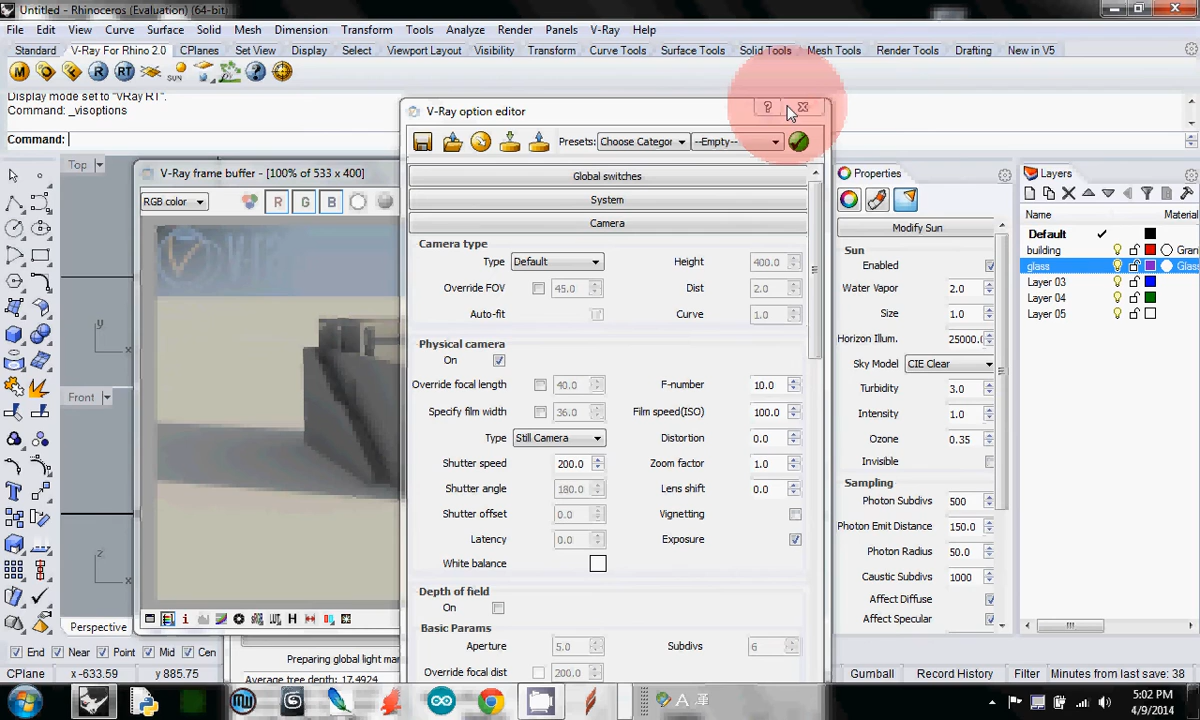 Untitled - Rhinoceros (Evaluation) (64-bit)
File Edit View Curve Surface Solid Mesh Dimension Transform Tools Analyze Render Panels V-Ray Help
Standard V-Ray For Rhino 2.0 CPlanes Set View Display Select Viewport Layout Visibility Transform Curve Tools Surface Tools Solid Tools Mesh Tools Render Tools Drafting New in V5
M R RT SUN
Display mode set to "VRay RT".
Command: _visoptions
Command:
Top
Front
Perspective
y
x
z
x
V-Ray frame buffer - [100% of 533 x 400]
RGB color R G B
V-Ray option editor
Presets: Choose Categor --Empty--
Global switches
System
Camera
Camera type
Type Default Height 400.0
Override FOV 45.0 Dist 2.0
Auto-fit Curve 1.0
Physical camera
On
Override focal length 40.0 F-number 10.0
Specify film width 36.0 Film speed(ISO) 100.0
Type Still Camera Distortion 0.0
Shutter speed 200.0 Zoom factor 1.0
Shutter angle 180.0 Lens shift 0.0
Shutter offset 0.0 Vignetting
Latency 0.0 Exposure
White balance
Depth of field
On
Basic Params
Aperture 5.0 Subdivs 6
Override focal dist 200.0
Properties
Modify Sun
Sun
Enabled
Water Vapor 2.0
Size 1.0
Horizon Illum. 25000.
Sky Model CIE Clear
Turbidity 3.0
Intensity 1.0
Ozone 0.35
Invisible
Sampling
Photon Subdivs 500
Photon Emit Distance 150.0
Photon Radius 50.0
Caustic Subdivs 1000
Affect Diffuse
Affect Specular
Layers
Name Material
Default
building Gran
glass Glass
Layer 03
Layer 04
Layer 05
End Near Point Mid Cen
Preparing global light ma
Average tree depth: 17.4924
CPlane x -633.59 y 885.75
Gumball Record History Filter Minutes from last save: 38
5:02 PM
4/9/2014